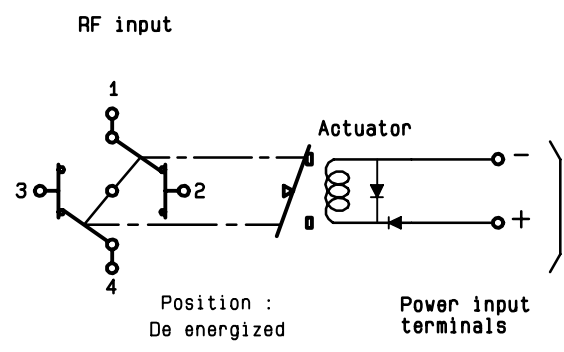 RF input
1
Actuator
−
3
2
+
4
Position :
De energized
Power input
terminals